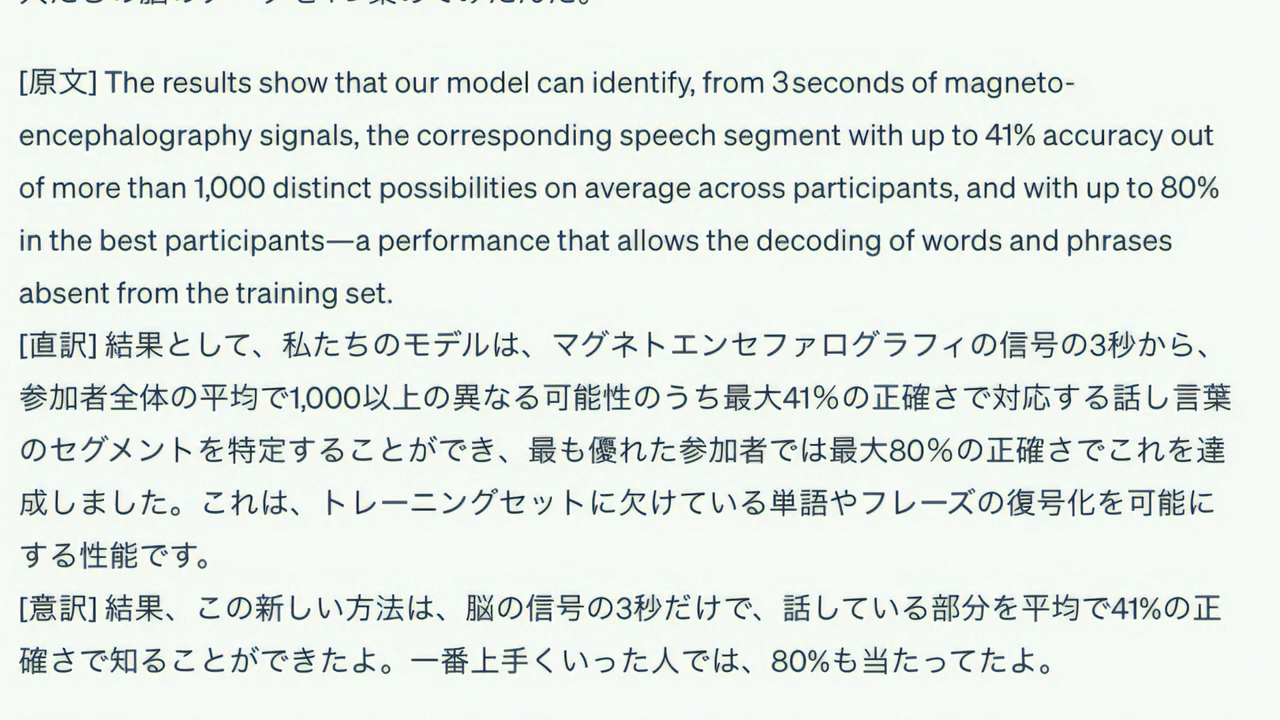 [原文] The results show that our model can identify, from 3 seconds of magneto-
encephalography signals, the corresponding speech segment with up to 41% accuracy out
of more than 1,000 distinct possibilities on average across participants, and with up to 80%
in the best participants—a performance that allows the decoding of words and phrases
absent from the training set.
[直訳] 結果として、私たちのモデルは、マグネトエンセファログラフィの信号の3秒から、
参加者全体の平均で1,000以上の異なる可能性のうち最大41%の正確さで対応する話し言葉
のセグメントを特定することができ、最も優れた参加者では最大80%の正確さでこれを達
成しました。これは、トレーニングセットに欠けている単語やフレーズの復号化を可能に
する性能です。
[意訳] 結果、この新しい方法は、脳の信号の3秒だけで、話している部分を平均で41%の正
確さで知ることができたよ。一番上手くいった人では、80%も当たってたよ。